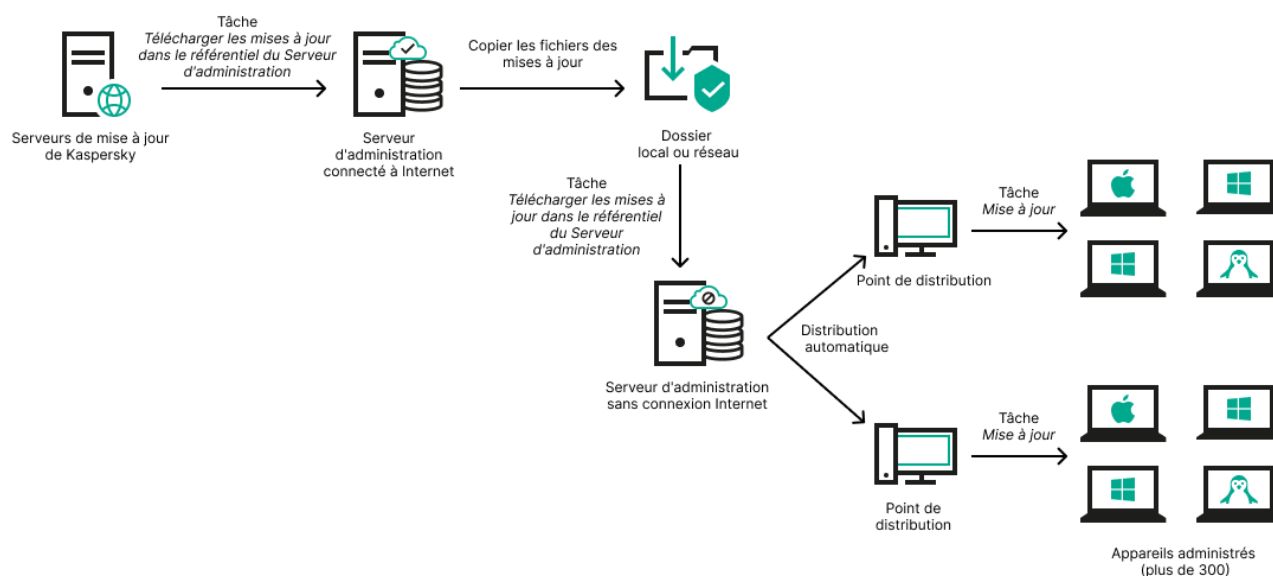 Tâche
Télécharger les mises à jour
dans le référentiel du Serveur
d'administration
Copier les fichiers des
mises à jour
Serveurs de mise à jour
de Kaspersky
Serveur
d'administration
connecté à Internet
Dossier
local ou réseau
Tâche
Télécharger les mises à
jour dans le référentiel
du Serveur
d'administration
Tâche
Mise à jour
Point de distribution
Distribution
automatique
Serveur d'administration
sans connexion Internet
Tâche
Mise à jour
Point de
distribution
Appareils administrés
(plus de 300)